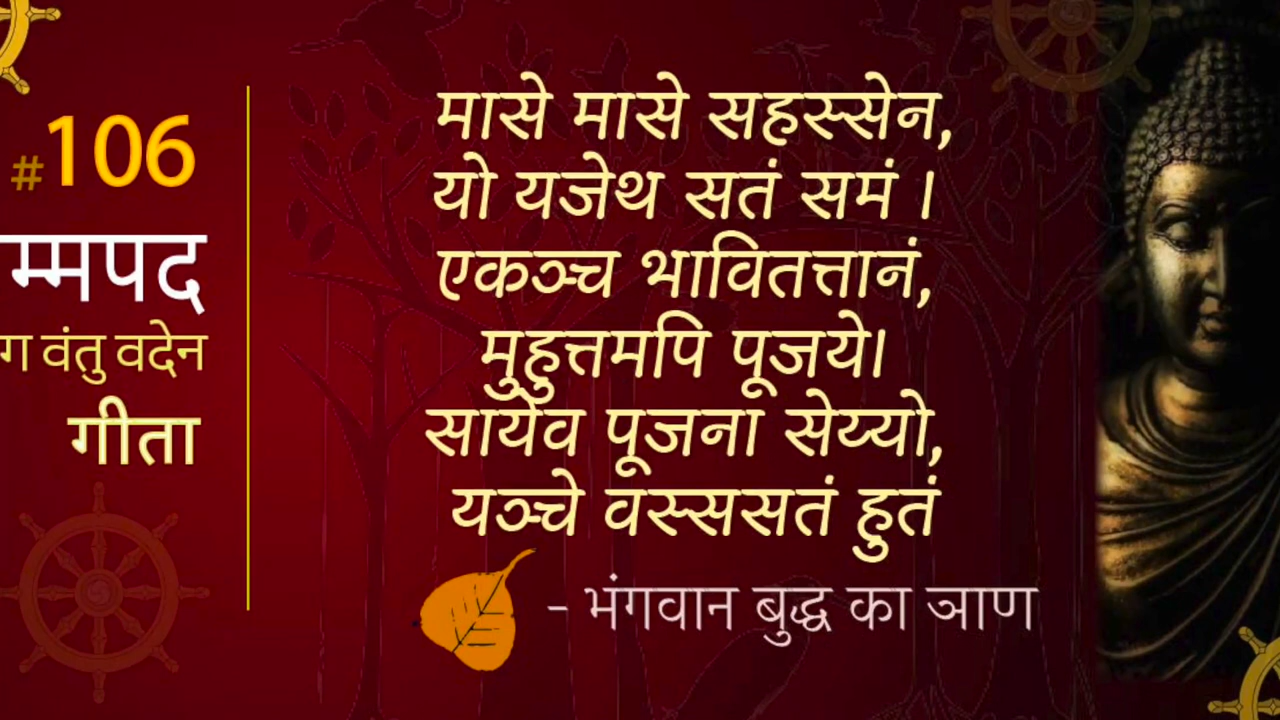 #106
म्मपद
ग वंतु वदेन
गीता
मासे मासे सहस्सेन,
यो यजेथ सतं समं ।
एकञ्च भावितत्तानं,
मुहुत्तमपि पूजये।
सायेव पूजना सेय्यो,
यञ्चे वस्ससतं हुतं
- भंगवान बुद्ध का ञाण